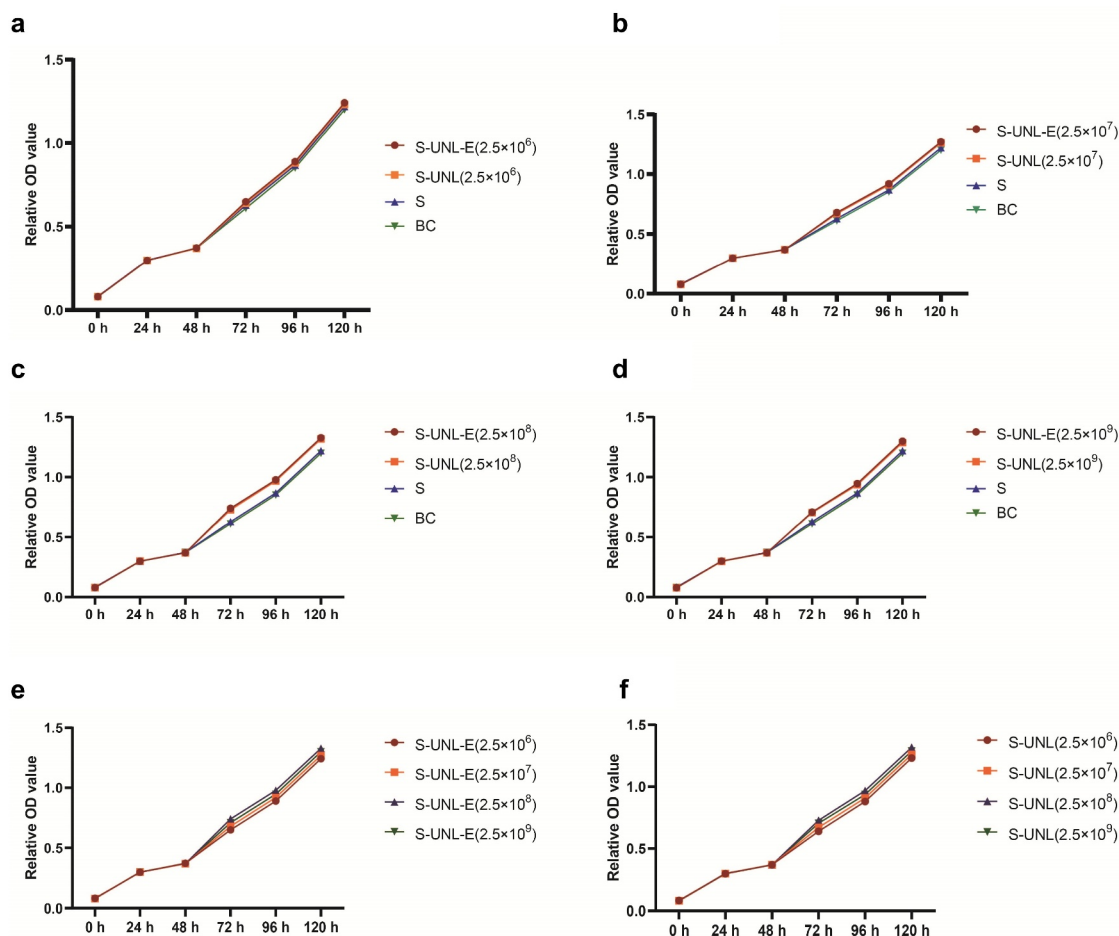 a
Relative OD value
1.5
1.0
0.5
0.0
0 h 24 h 48 h 72 h 96 h 120 h
S-UNL-E(2.5×10⁶)
S-UNL(2.5×10⁶)
S
BC
b
Relative OD value
1.5
1.0
0.5
0.0
0 h 24 h 48 h 72 h 96 h 120 h
S-UNL-E(2.5×10⁷)
S-UNL(2.5×10⁷)
S
BC
c
Relative OD value
1.5
1.0
0.5
0.0
0 h 24 h 48 h 72 h 96 h 120 h
S-UNL-E(2.5×10⁸)
S-UNL(2.5×10⁸)
S
BC
d
Relative OD value
1.5
1.0
0.5
0.0
0 h 24 h 48 h 72 h 96 h 120 h
S-UNL-E(2.5×10⁹)
S-UNL(2.5×10⁹)
S
BC
e
Relative OD value
1.5
1.0
0.5
0.0
0 h 24 h 48 h 72 h 96 h 120 h
S-UNL-E(2.5×10⁶)
S-UNL-E(2.5×10⁷)
S-UNL-E(2.5×10⁸)
S-UNL-E(2.5×10⁹)
f
Relative OD value
1.5
1.0
0.5
0.0
0 h 24 h 48 h 72 h 96 h 120 h
S-UNL(2.5×10⁶)
S-UNL(2.5×10⁷)
S-UNL(2.5×10⁸)
S-UNL(2.5×10⁹)